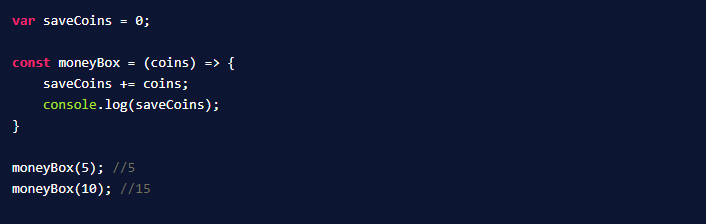 var saveCoins = 0;
const moneyBox = (coins) => {
    saveCoins += coins;
    console.log(saveCoins);
}
moneyBox(5); //5
moneyBox(10); //15